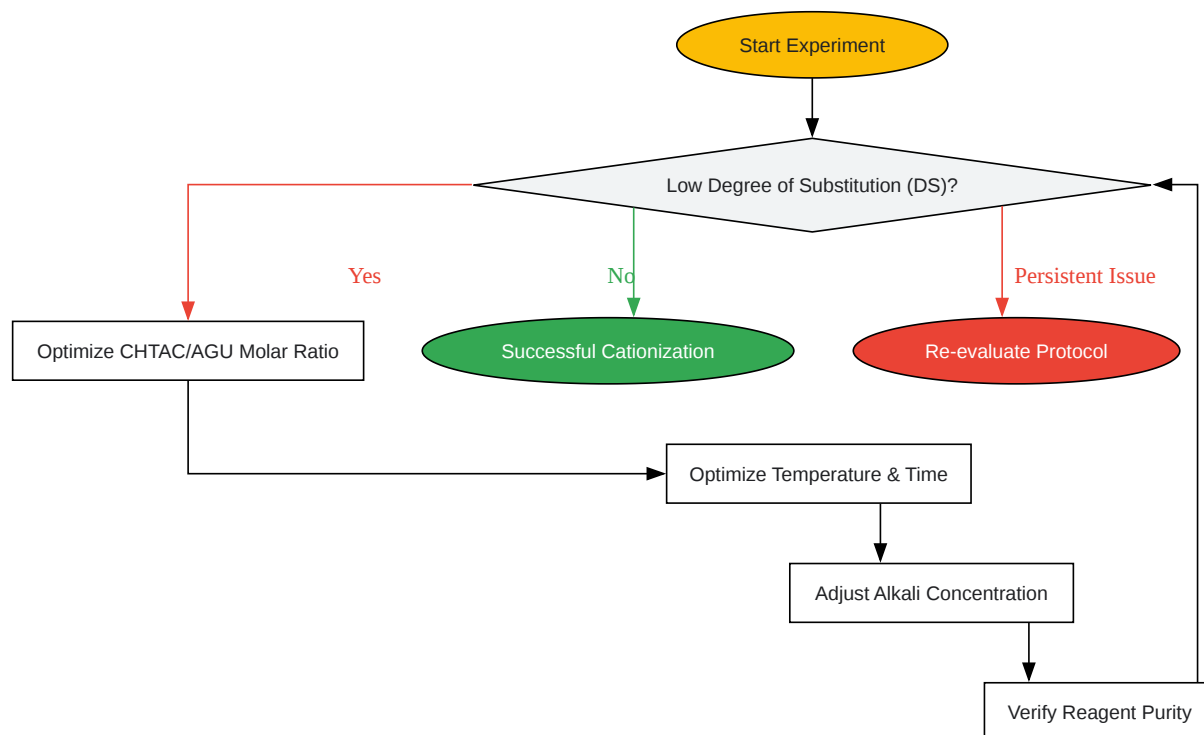 Start Experiment
Low Degree of Substitution (DS)?
Yes
No
Persistent Issue
Optimize CHTAC/AGU Molar Ratio
Successful Cationization
Re-evaluate Protocol
Optimize Temperature & Time
Adjust Alkali Concentration
Verify Reagent Purity